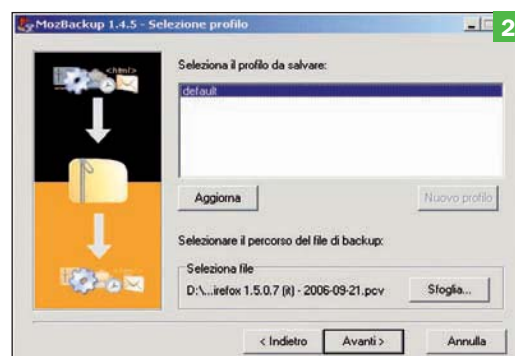 MozBackup 1.4.5 - Selezione profilo
2
<html>
Seleziona il profilo da salvare:
default
Aggiorna
Nuovo profilo
Selezionare il percorso del file di backup:
Seleziona file
D:\...irefox 1.5.0.7 (it) - 2006-09-21.pcv
Sfoglia...
< Indietro
Avanti >
Annulla